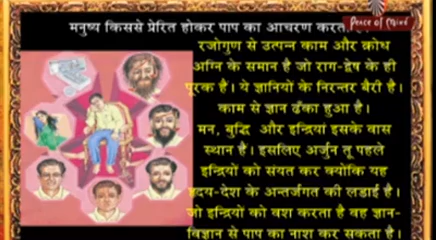 मनुष्य किससे प्रेरित होकर पाप का आचरण करता
Peace of Mind
रजोगुण से उत्पन्न काम और क्रोध
अग्नि के समान है जो राग-द्वेष के ही
पूरक है। ये ज्ञानियों के निरन्तर बैरी है।
काम से ज्ञान ढँका हुआ है।
मन, बुद्धि और इन्द्रियां इसके वास
स्थान है। इसलिए अर्जुन तू पहले
इन्द्रियों को संयत कर क्योंकि यह
हृदय-देश के अन्तर्जगत की लडाई है।
जो इन्द्रियों को वश करता है वह ज्ञान-
विज्ञान से पाप का नाश कर सकता है।